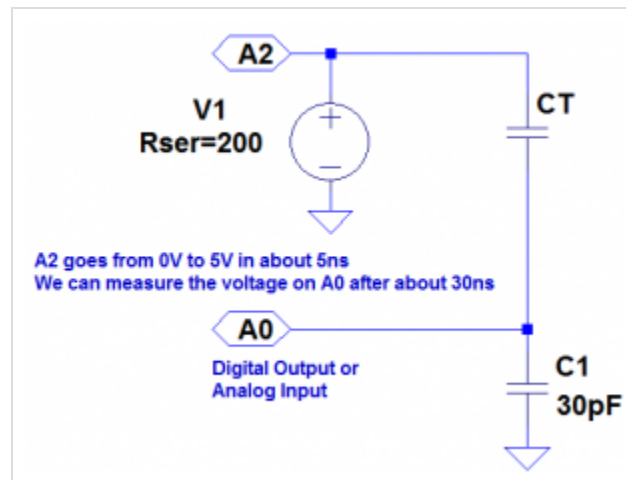 A2
V1
Rser=200
CT
A2 goes from 0V to 5V in about 5ns
We can measure the voltage on A0 after about 30ns
A0
Digital Output or
Analog Input
C1
30pF